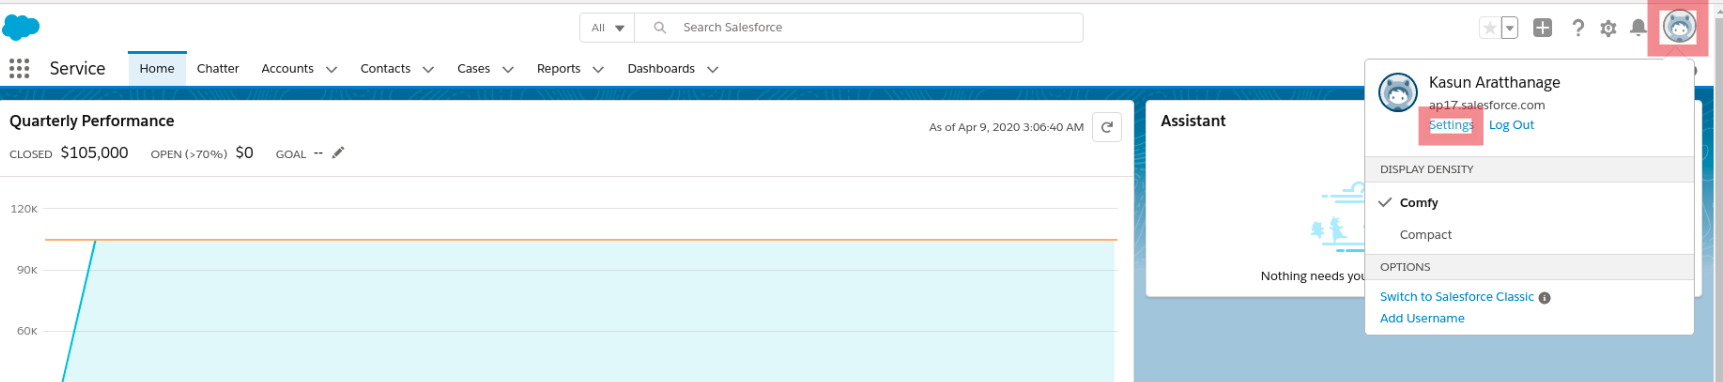 All
Search Salesforce
Service
Home
Chatter
Accounts
Contacts
Cases
Reports
Dashboards
Quarterly Performance
As of Apr 9, 2020 3:06:40 AM
CLOSED $105,000 OPEN (>70%) $0 GOAL --
120K
90K
60K
Assistant
Nothing needs you
Kasun Aratthanage
ap17.salesforce.com
Settings Log Out
DISPLAY DENSITY
Comfy
Compact
OPTIONS
Switch to Salesforce Classic
Add Username